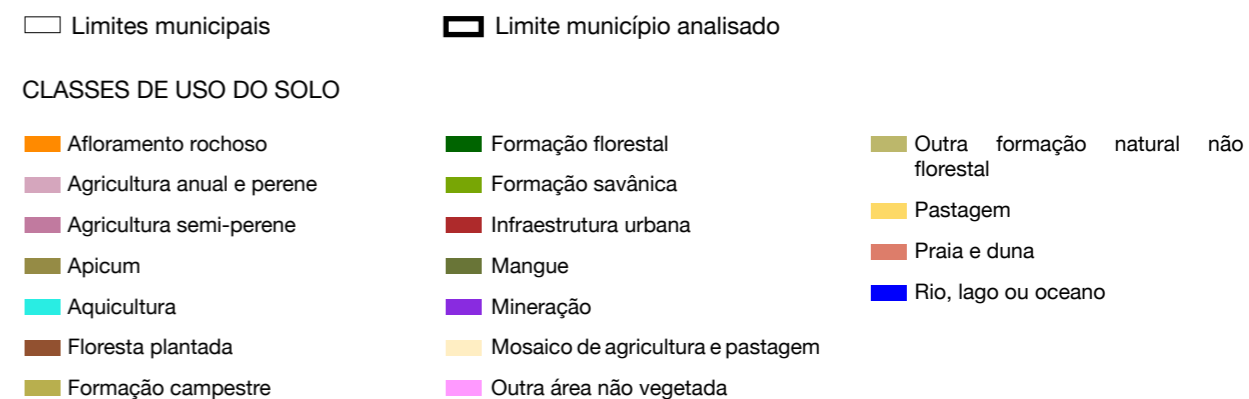 Limites municipais
Limite município analisado
CLASSES DE USO DO SOLO
Afloramento rochoso
Agricultura anual e perene
Agricultura semi-perene
Apicum
Aquicultura
Floresta plantada
Formação campestre
Formação florestal
Formação savânica
Infraestrutura urbana
Mangue
Mineração
Mosaico de agricultura e pastagem
Outra área não vegetada
Outra formação natural não
florestal
Pastagem
Praia e duna
Rio, lago ou oceano